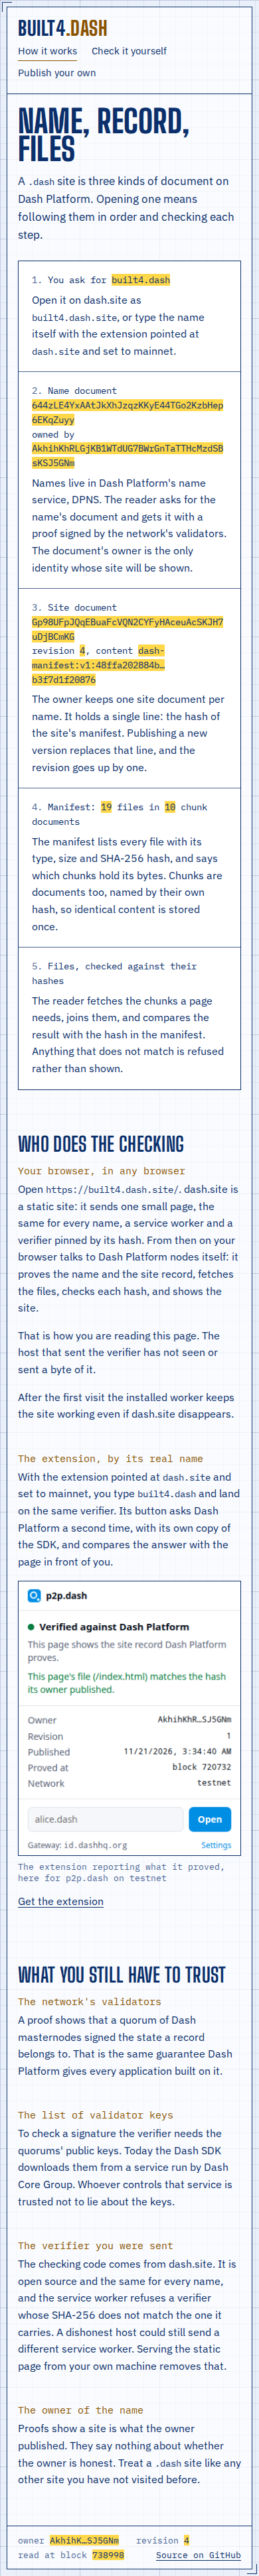 BUILT4.DASH
How it works Check it yourself
Publish your own
NAME, RECORD,
FILES
A .dash site is three kinds of document on
Dash Platform. Opening one means
following them in order and checking each
step.
1. You ask for built4.dash
Open it on dash.site as
built4.dash.site, or type the name
itself with the extension pointed at
dash.site and set to mainnet.
2. Name document
644zLE4YxAAtJkXhJzqzKKyE44TGo2KzbHep
6EKqZuyy
owned by
AkhihKhRLGjKB1WTdUG7BWrGnTaTTHcMzdSB
sKSJ5GNm
Names live in Dash Platform's name
service, DPNS. The reader asks for the
name's document and gets it with a
proof signed by the network's validators.
The document's owner is the only
identity whose site will be shown.
3. Site document
Gp98UFpJQqEBuaFcVQN2CYFyHAceuAcSKJH7
uDjBCmKG
revision 4, content dash-
manifest:v1:48ffa202884b…
b3f7d1f20876
The owner keeps one site document per
name. It holds a single line: the hash of
the site's manifest. Publishing a new
version replaces that line, and the
revision goes up by one.
4. Manifest: 19 files in 10 chunk
documents
The manifest lists every file with its
type, size and SHA-256 hash, and says
which chunks hold its bytes. Chunks are
documents too, named by their own
hash, so identical content is stored
once.
5. Files, checked against their
hashes
The reader fetches the chunks a page
needs, joins them, and compares the
result with the hash in the manifest.
Anything that does not match is refused
rather than shown.
WHO DOES THE CHECKING
Your browser, in any browser
Open https://built4.dash.site/. dash.site is
a static site: it sends one small page, the
same for every name, a service worker and a
verifier pinned by its hash. From then on your
browser talks to Dash Platform nodes itself: it
proves the name and the site record, fetches
the files, checks each hash, and shows the
site.
That is how you are reading this page. The
host that sent the verifier has not seen or
sent a byte of it.
After the first visit the installed worker keeps
the site working even if dash.site disappears.
The extension, by its real name
With the extension pointed at dash.site and
set to mainnet, you type built4.dash and land
on the same verifier. Its button asks Dash
Platform a second time, with its own copy of
the SDK, and compares the answer with the
page in front of you.
p2p.dash
Verified against Dash Platform
This page shows the site record Dash Platform
proves.
This page's file (/index.html) matches the hash
its owner published.
Owner AkhihKhR…SJ5GNm
Revision 1
Published 11/21/2026, 3:34:40 AM
Proved at block 720732
Network testnet
alice.dash Open
Gateway: id.dashhq.org Settings
The extension reporting what it proved,
here for p2p.dash on testnet
Get the extension
WHAT YOU STILL HAVE TO TRUST
The network's validators
A proof shows that a quorum of Dash
masternodes signed the state a record
belongs to. That is the same guarantee Dash
Platform gives every application built on it.
The list of validator keys
To check a signature the verifier needs the
quorums' public keys. Today the Dash SDK
downloads them from a service run by Dash
Core Group. Whoever controls that service is
trusted not to lie about the keys.
The verifier you were sent
The checking code comes from dash.site. It is
open source and the same for every name,
and the service worker refuses a verifier
whose SHA-256 does not match the one it
carries. A dishonest host could still send a
different service worker. Serving the static
page from your own machine removes that.
The owner of the name
Proofs show a site is what the owner
published. They say nothing about whether
the owner is honest. Treat a .dash site like any
other site you have not visited before.
owner AkhihK…SJ5GNm revision 4
read at block 738998 Source on GitHub